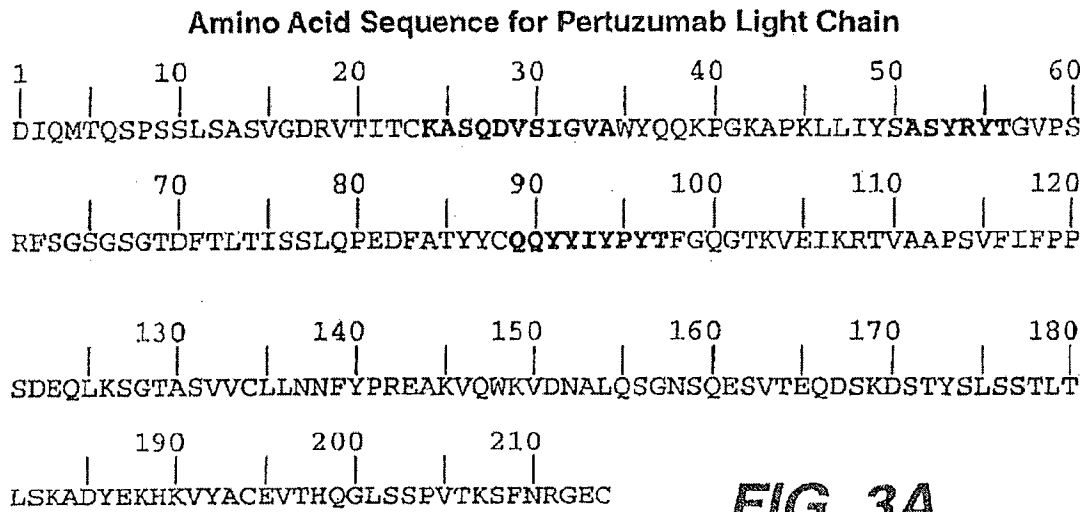 Amino Acid Sequence for Pertuzumab Light Chain
1 10 20 30 40 50 60
DIQMTQSPSSLSASVGDRVTITCKASQDVSIGVAWYQQKPGKAPKLLIYSASYRYTGVPS
70 80 90 100 110 120
RFSGSGSGTDFTLTISSLQPEDFATYYCQQYYIYPYTFGQGTKVEIKRTVAAPSVFIFPP
130 140 150 160 170 180
SDEQLKSGTASVVCLLNNFYPREAKVQWKVDNALQSGNSQESVTEQDSKDSTYSLSSTLT
190 200 210
LSKADYEKHKVYACEVTHQGLSSPVTKSFNRGEC
FIG. 3A